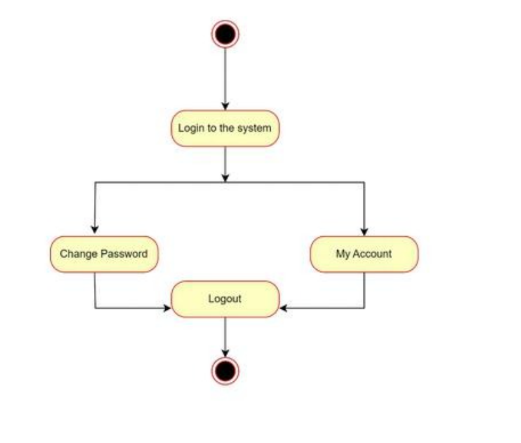 Login to the system
Change Password
My Account
Logout